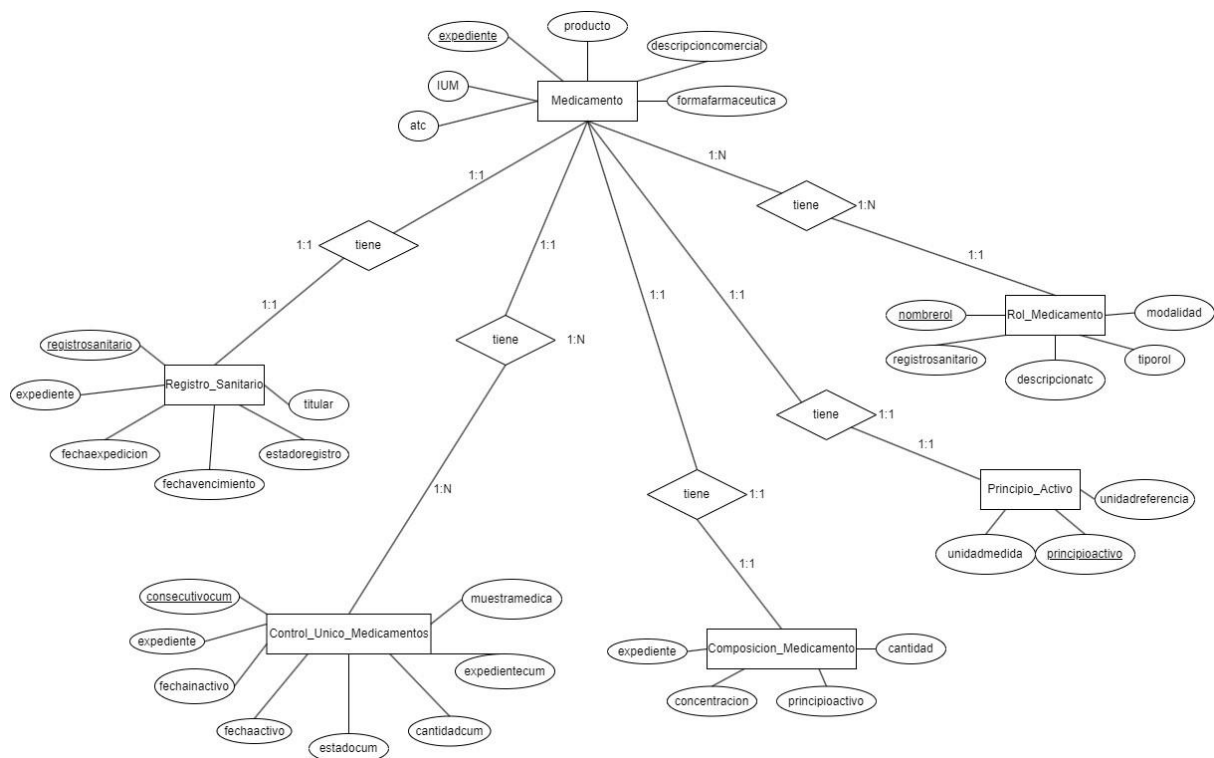 producto
expediente
descripcioncomercial
IUM
Medicamento
formafarmaceutica
atc
1:N
1:1
tiene
1:N
1:1
tiene
1:1
1:1
1:1
1:1
1:1
nombrerol
Rol_Medicamento
modalidad
registrosanitario
tiporol
descripcionatc
registrosanitario
tiene
1:N
expediente
Registro_Sanitario
titular
fechaexpedicion
estadoregistro
fechavencimiento
tiene
1:1
1:1
1:N
tiene
1:1
Principio_Activo
unidadreferencia
unidadmedida
principioactivo
1:1
consecutivocum
muestramedica
expediente
Control_Unico_Medicamentos
expedientecum
fechainactivo
fechaactivo
cantidadcum
estadocum
expediente
Composicion_Medicamento
cantidad
concentracion
principioactivo